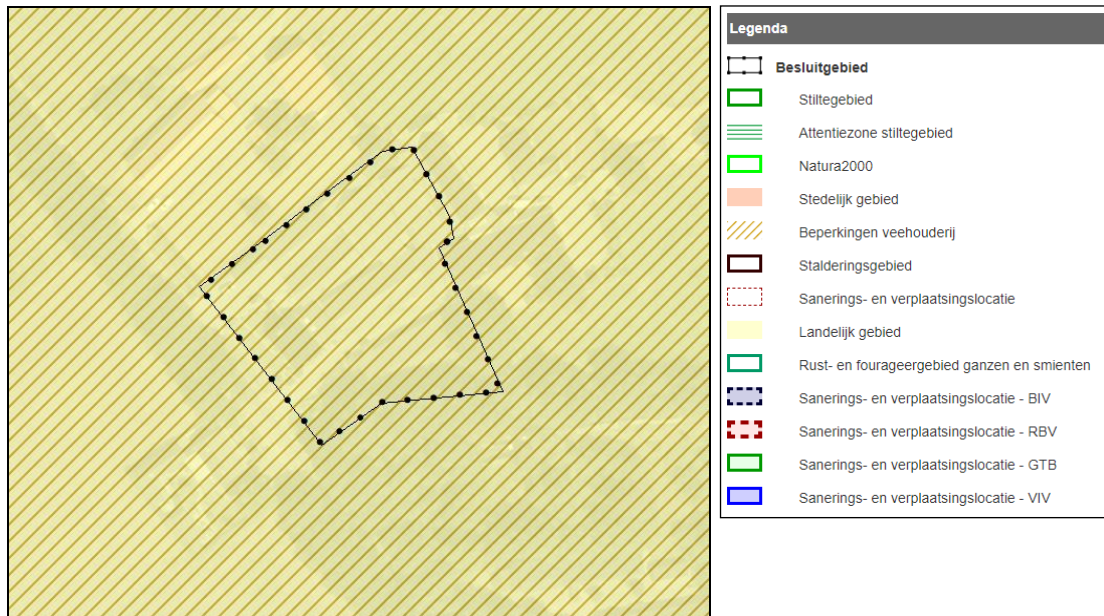 Legenda
Besluitgebied
Stiltegebied
Attentiezone stiltegebied
Natura2000
Stedelijk gebied
Beperkingen veehouderij
Stalderingsgebied
Sanerings- en verplaatsingslocatie
Landelijk gebied
Rust- en fourageergebied ganzen en smienten
Sanerings- en verplaatsingslocatie - BIV
Sanerings- en verplaatsingslocatie - RBV
Sanerings- en verplaatsingslocatie - GTB
Sanerings- en verplaatsingslocatie - VIV